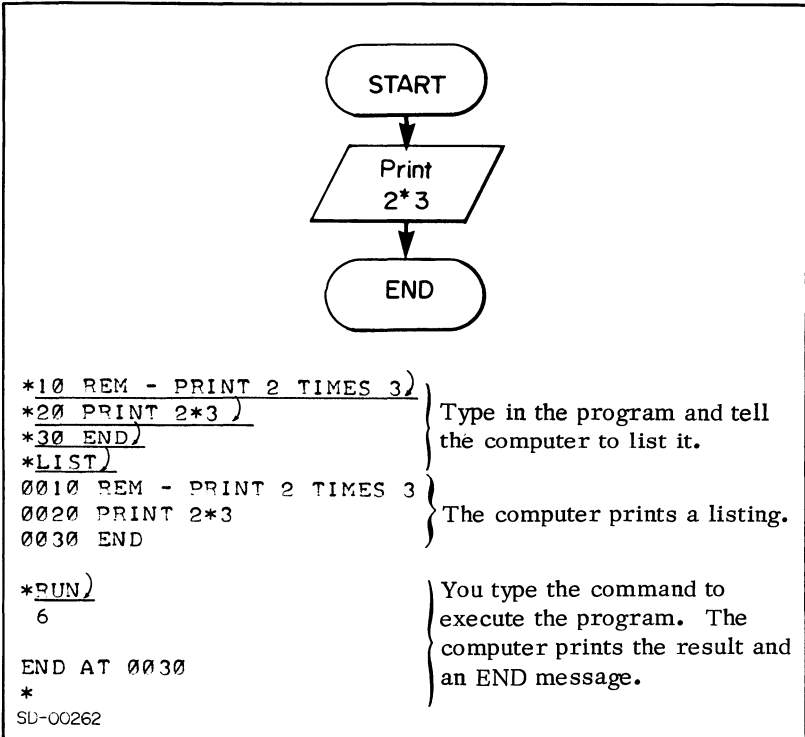 START
Print
2*3
END
*10 REM - PRINT 2 TIMES 3)
*20 PRINT 2*3 )
*30 END)
*LIST)
Type in the program and tell
the computer to list it.
0010 REM - PRINT 2 TIMES 3
0020 PRINT 2*3
0030 END
The computer prints a listing.
*RUN)
6
END AT 0030
*
You type the command to
execute the program. The
computer prints the result and
an END message.
SD-00262